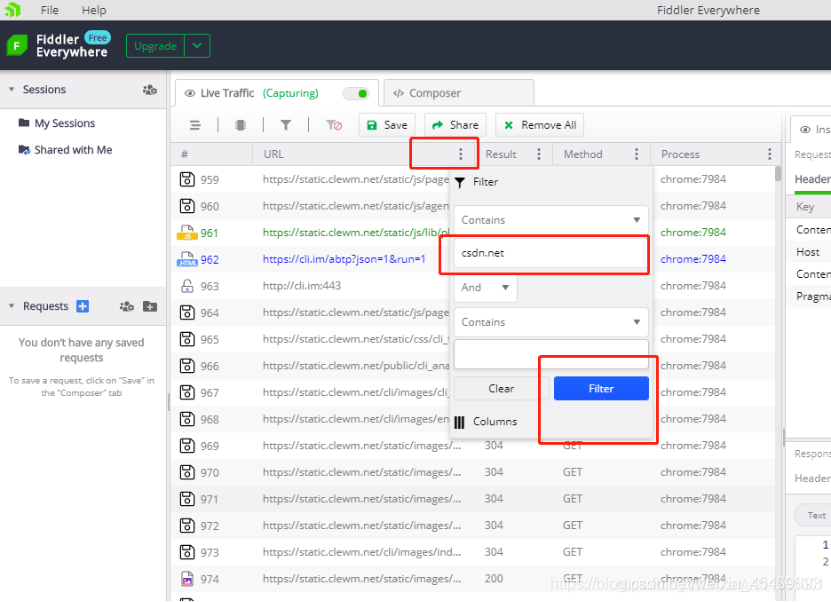 File Help Fiddler Everywhere
Fiddler Free
Everywhere
Upgrade
Sessions
My Sessions
Shared with Me
Requests
You don't have any saved
requests
To save a request, click on "Save" in
the "Composer" tab
Live Traffic (Capturing)
Composer
Save Share Remove All
# URL Result Method Process
959 https://static.clewm.net/static/js/page chrome:7984
960 https://static.clewm.net/static/js/agen chrome:7984
961 https://static.clewm.net/static/js/lib/pl chrome:7984
962 https://cli.im/abtp?json=1&run=1 chrome:7984
963 http://cli.im:443 chrome:7984
964 https://static.clewm.net/static/js/page chrome:7984
965 https://static.clewm.net/static/css/cli_ chrome:7984
966 https://static.clewm.net/public/cli_ana chrome:7984
967 https://static.clewm.net/cli/images/cli_ chrome:7984
968 https://static.clewm.net/cli/images/en chrome:7984
969 https://static.clewm.net/static/images/... 304 GET chrome:7984
970 https://static.clewm.net/static/images/... 304 GET chrome:7984
971 https://static.clewm.net/static/images/... 304 GET chrome:7984
972 https://static.clewm.net/static/images/... 304 GET chrome:7984
973 https://static.clewm.net/cli/images/ind... 304 GET chrome:7984
974 https://static.clewm.net/static/images/... 200 GET chrome:7984
JS
HTML
Filter
Contains
csdn.net
And
Contains
Clear Filter
Columns
Ins
Request
Header
Key
Conten
Host
Conten
Pragma
Respons
Header
Text
1
2